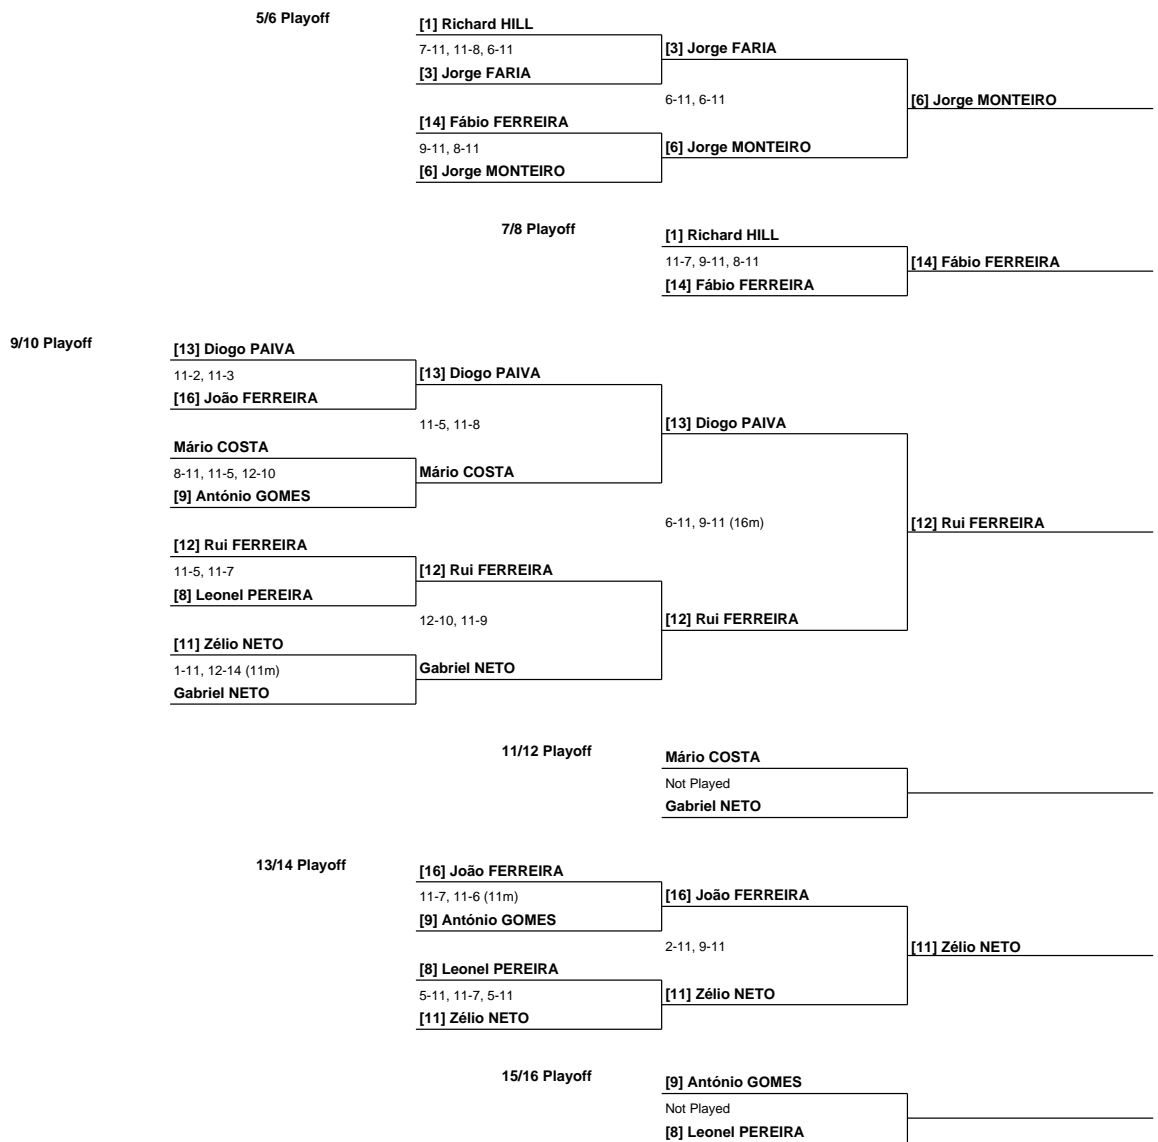 5/6 Playoff
[1] Richard HILL
7-11, 11-8, 6-11
[3] Jorge FARIA
[3] Jorge FARIA
6-11, 6-11
[6] Jorge MONTEIRO
[14] Fábio FERREIRA
9-11, 8-11
[6] Jorge MONTEIRO
[6] Jorge MONTEIRO
7/8 Playoff
[1] Richard HILL
11-7, 9-11, 8-11
[14] Fábio FERREIRA
[14] Fábio FERREIRA
9/10 Playoff
[13] Diogo PAIVA
11-2, 11-3
[13] Diogo PAIVA
[16] João FERREIRA
11-5, 11-8
[13] Diogo PAIVA
Mário COSTA
8-11, 11-5, 12-10
Mário COSTA
[9] António GOMES
6-11, 9-11 (16m)
[12] Rui FERREIRA
[12] Rui FERREIRA
11-5, 11-7
[12] Rui FERREIRA
[8] Leonel PEREIRA
12-10, 11-9
[12] Rui FERREIRA
[11] Zélio NETO
1-11, 12-14 (11m)
Gabriel NETO
Gabriel NETO
11/12 Playoff
Mário COSTA
Not Played
Gabriel NETO
13/14 Playoff
[16] João FERREIRA
11-7, 11-6 (11m)
[16] João FERREIRA
[9] António GOMES
2-11, 9-11
[11] Zélio NETO
[8] Leonel PEREIRA
5-11, 11-7, 5-11
[11] Zélio NETO
[11] Zélio NETO
15/16 Playoff
[9] António GOMES
Not Played
[8] Leonel PEREIRA